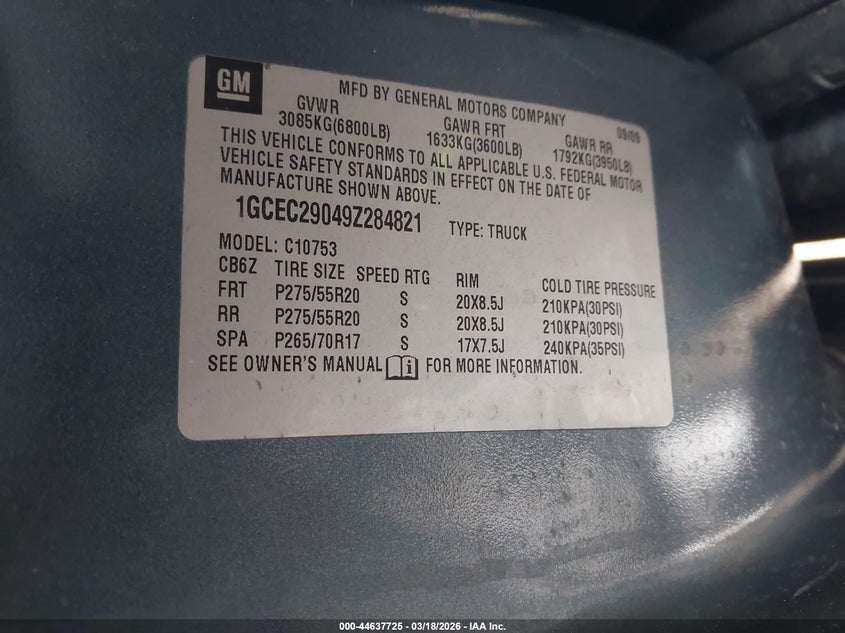 GM
MFD BY GENERAL MOTORS COMPANY 09/09
GVWR GAWR FRT GAWR RR
3085KG(6800LB) 1633KG(3600LB) 1792KG(3950LB)
THIS VEHICLE CONFORMS TO ALL APPLICABLE U.S. FEDERAL MOTOR
VEHICLE SAFETY STANDARDS IN EFFECT ON THE DATE OF
MANUFACTURE SHOWN ABOVE.
1GCEC29049Z284821 TYPE: TRUCK
MODEL: C10753
CB6Z TIRE SIZE SPEED RTG RIM COLD TIRE PRESSURE
FRT P275/55R20 S 20X8.5J 210KPA(30PSI)
RR P275/55R20 S 20X8.5J 210KPA(30PSI)
SPA P265/70R17 S 17X7.5J 240KPA(35PSI)
SEE OWNER'S MANUAL FOR MORE INFORMATION.
000-44637725 - 03/18/2026 - IAA Inc.